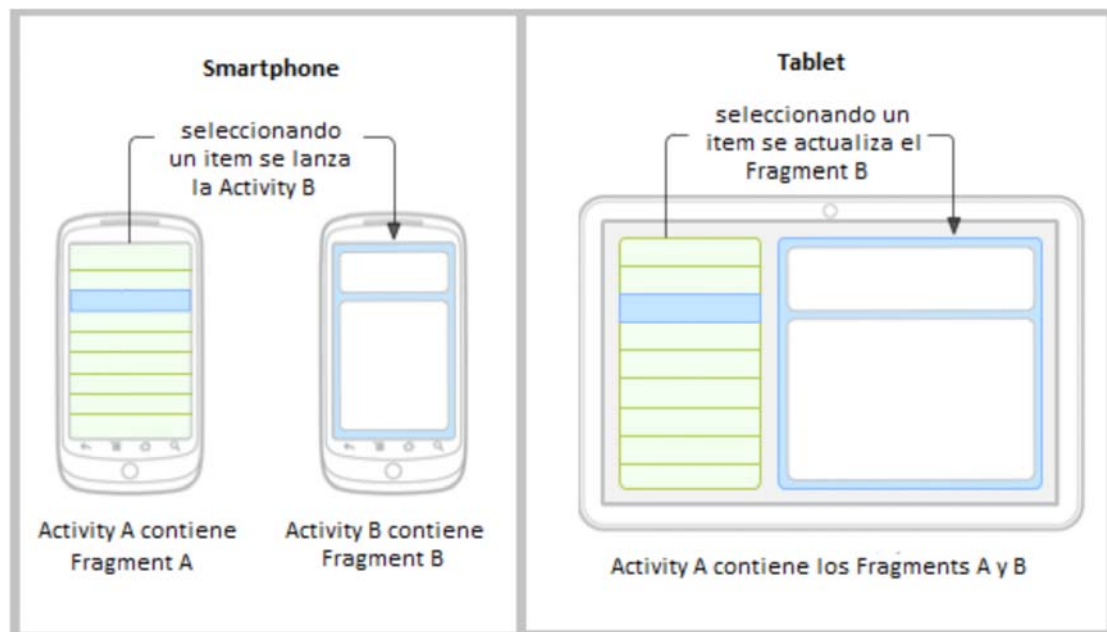 Smartphone
seleccionando
un item se lanza
la Activity B
Activity A contiene
Fragment A
Activity B contiene
Fragment B
Tablet
seleccionando un
item se actualiza el
Fragment B
Activity A contiene los Fragments A y B